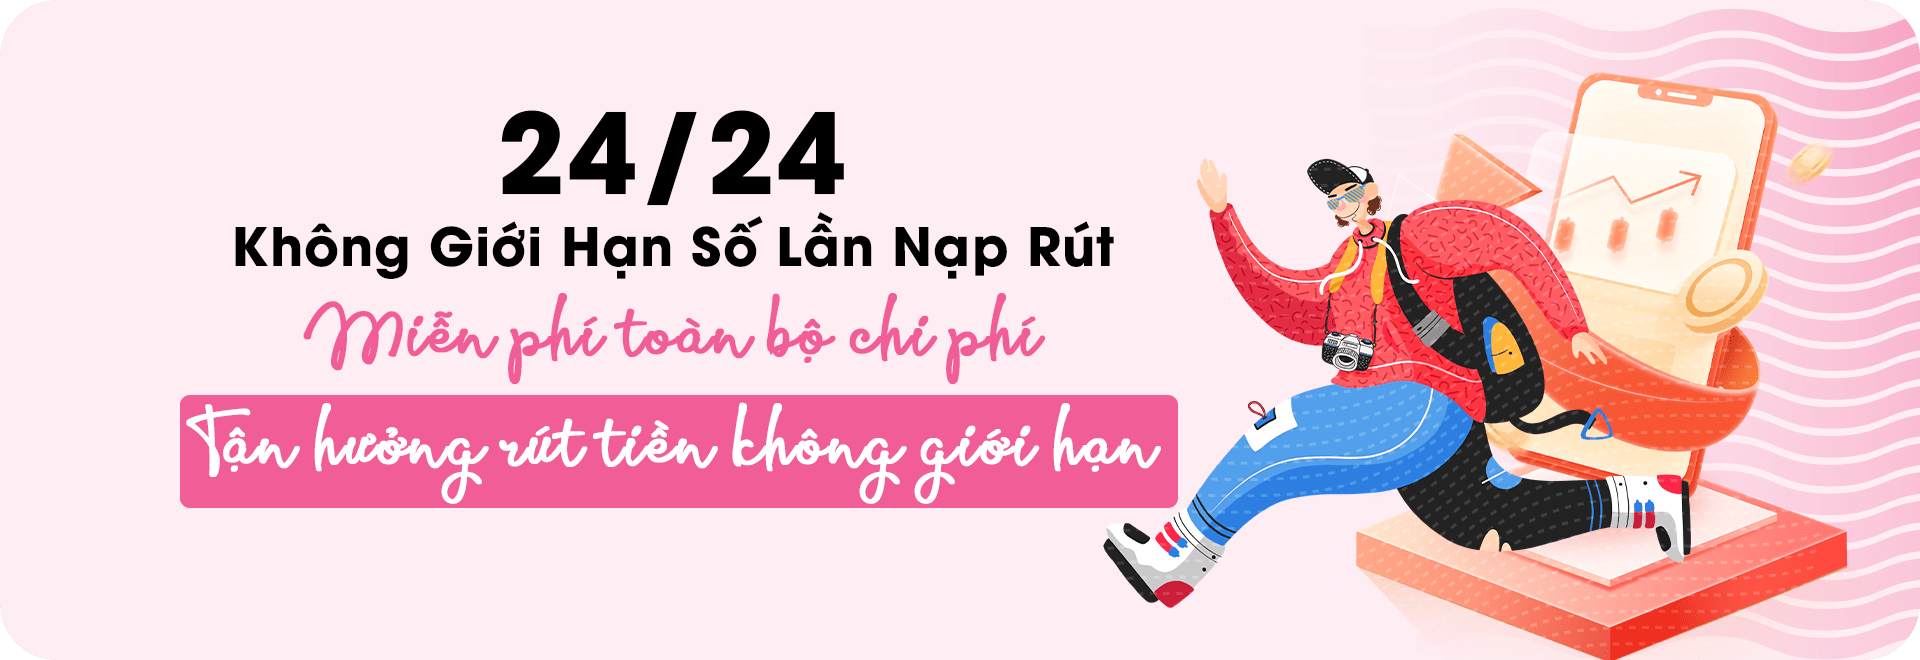 24/24
Không Giới Hạn Số Lần Nạp Rút
Miễn phí toàn bộ chi phí
Tận hưởng rút tiền không giới hạn